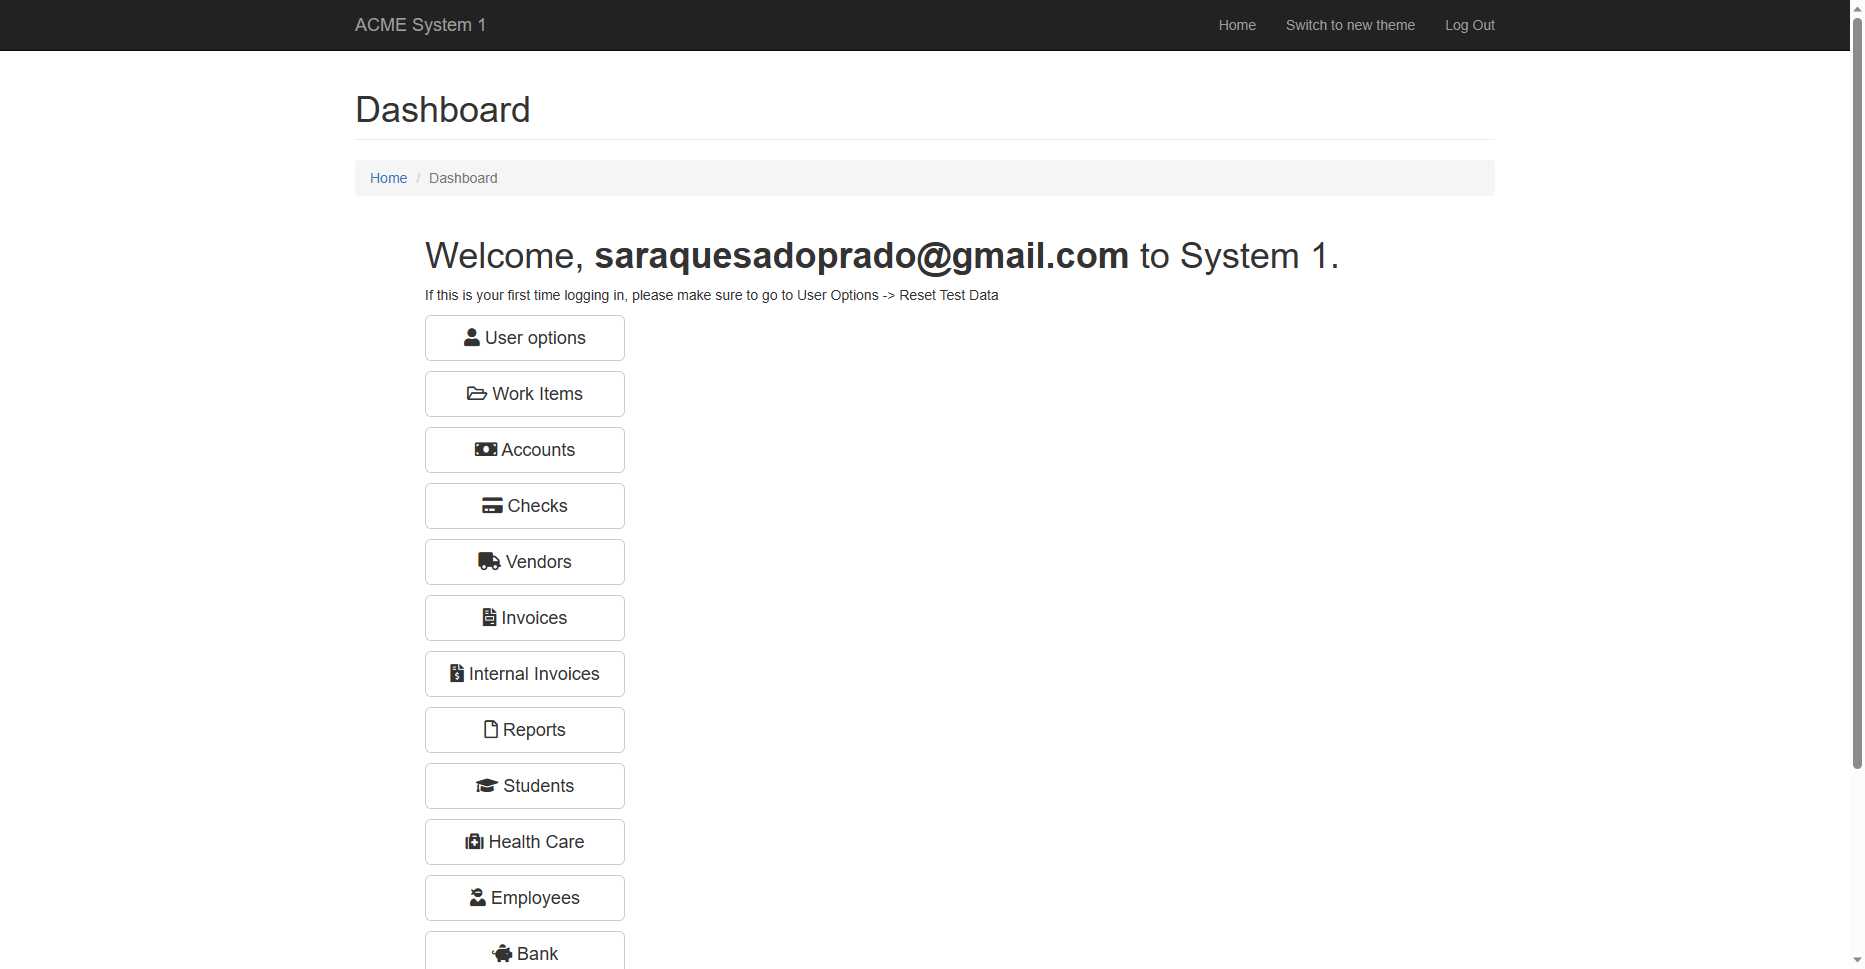 ACME System 1
Home
Switch to new theme
Log Out
Dashboard
Home / Dashboard
Welcome, saraquesadoprado@gmail.com to System 1.
If this is your first time logging in, please make sure to go to User Options -> Reset Test Data
User options
Work Items
Accounts
Checks
Vendors
Invoices
Internal Invoices
Reports
Students
Health Care
Employees
Bank